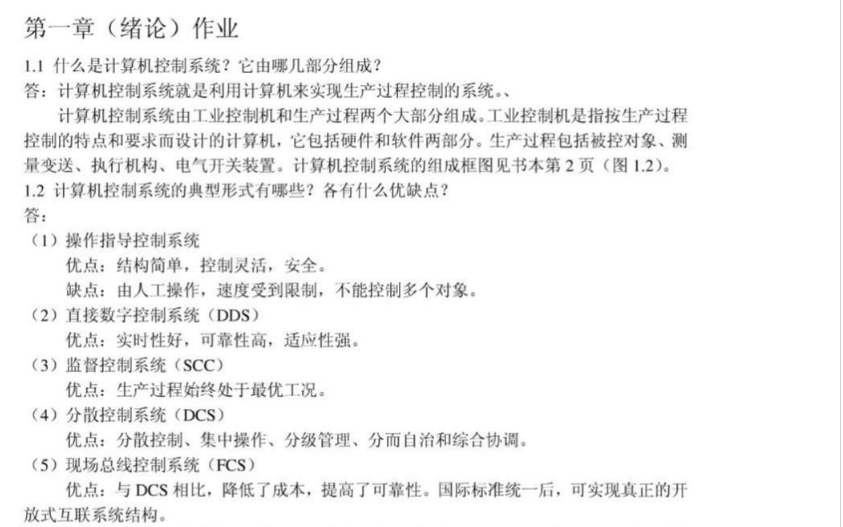 第一章（绪论）作业
1.1 什么是计算机控制系统？它由哪几部分组成？
答：计算机控制系统就是利用计算机来实现生产过程控制的系统。、
计算机控制系统由工业控制机和生产过程两个大部分组成。工业控制机是指按生产过程
控制的特点和要求而设计的计算机，它包括硬件和软件两部分。生产过程包括被控对象、测
量变送、执行机构、电气开关装置。计算机控制系统的组成框图见书本第 2 页（图 1.2）。
1.2 计算机控制系统的典型形式有哪些？各有什么优缺点？
答：
（1）操作指导控制系统
优点：结构简单，控制灵活，安全。
缺点：由人工操作，速度受到限制，不能控制多个对象。
（2）直接数字控制系统（DDS）
优点：实时性好，可靠性高，适应性强。
（3）监督控制系统（SCC）
优点：生产过程始终处于最优工况。
（4）分散控制系统（DCS）
优点：分散控制、集中操作、分级管理、分而自治和综合协调。
（5）现场总线控制系统（FCS）
优点：与 DCS 相比，降低了成本，提高了可靠性。国际标准统一后，可实现真正的开
放式互联系统结构。